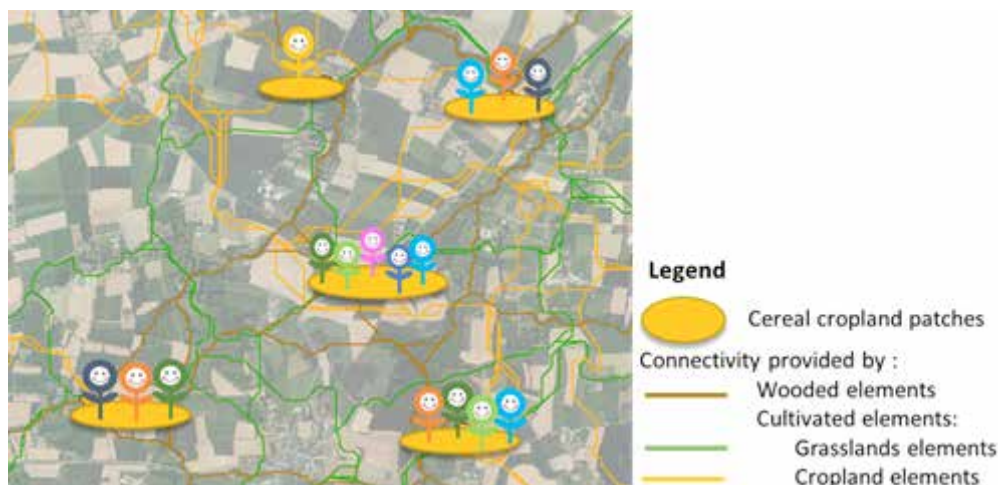 Legend
Cereal cropland patches
Connectivity provided by :
Wooded elements
Cultivated elements:
Grasslands elements
Cropland elements